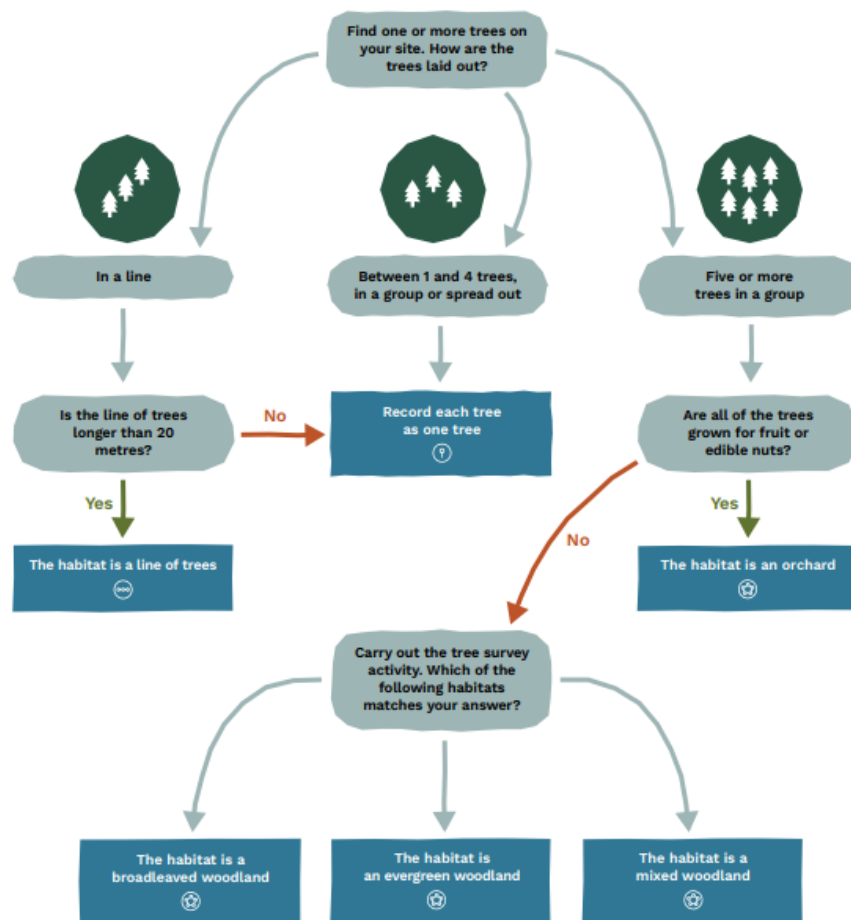 Find one or more trees on
your site. How are the
trees laid out?
In a line
Between 1 and 4 trees,
in a group or spread out
Five or more
trees in a group
Is the line of trees
longer than 20
metres?
No
Record each tree
as one tree
Are all of the trees
grown for fruit or
edible nuts?
Yes
Yes
The habitat is a line of trees
No
The habitat is an orchard
Carry out the tree survey
activity. Which of the
following habitats
matches your answer?
The habitat is a
broadleaved woodland
The habitat is
an evergreen woodland
The habitat is a
mixed woodland